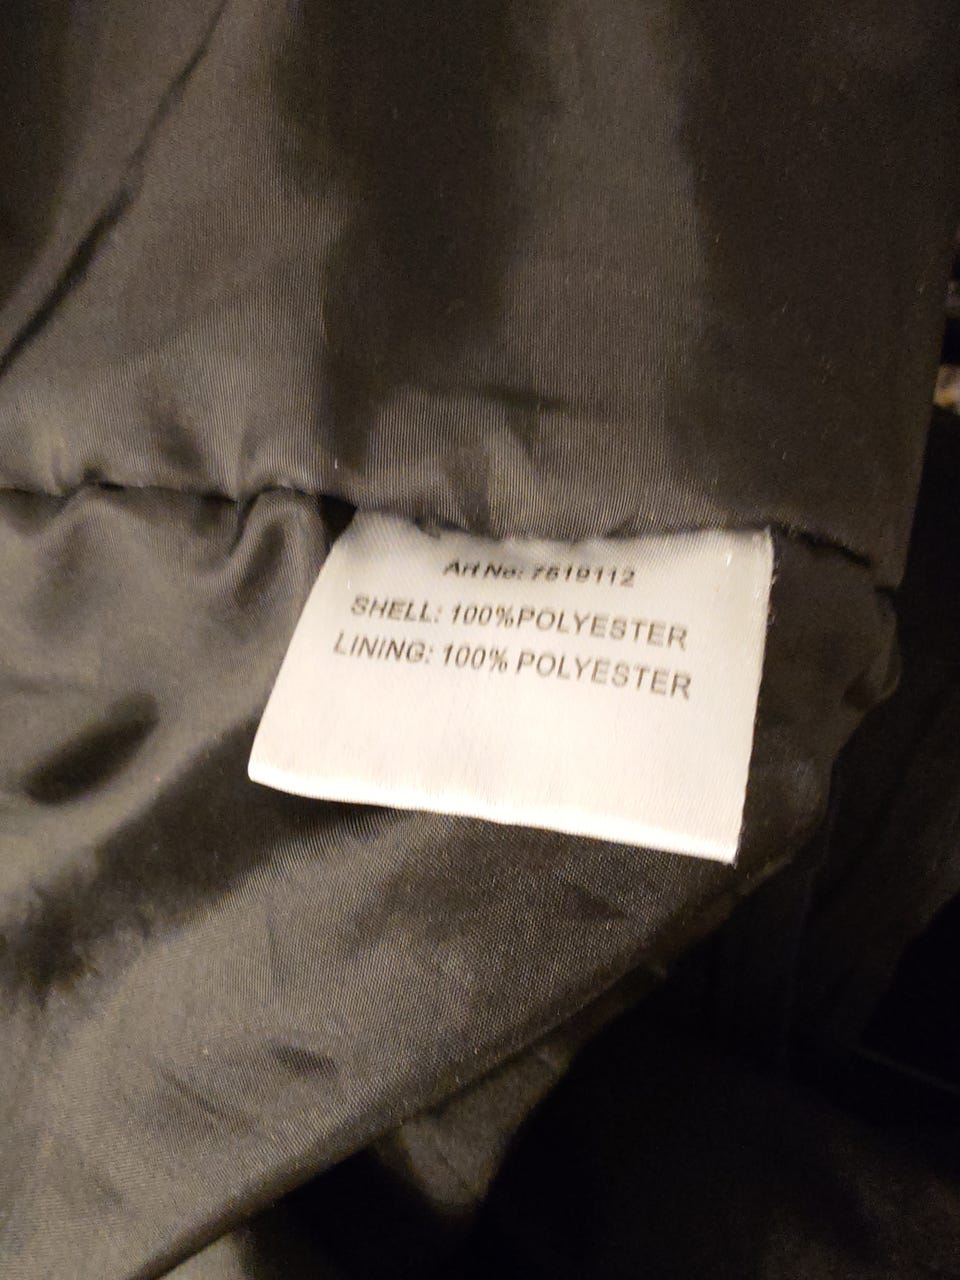 Art No: 7619112
SHELL: 100%POLYESTER
LINING: 100% POLYESTER